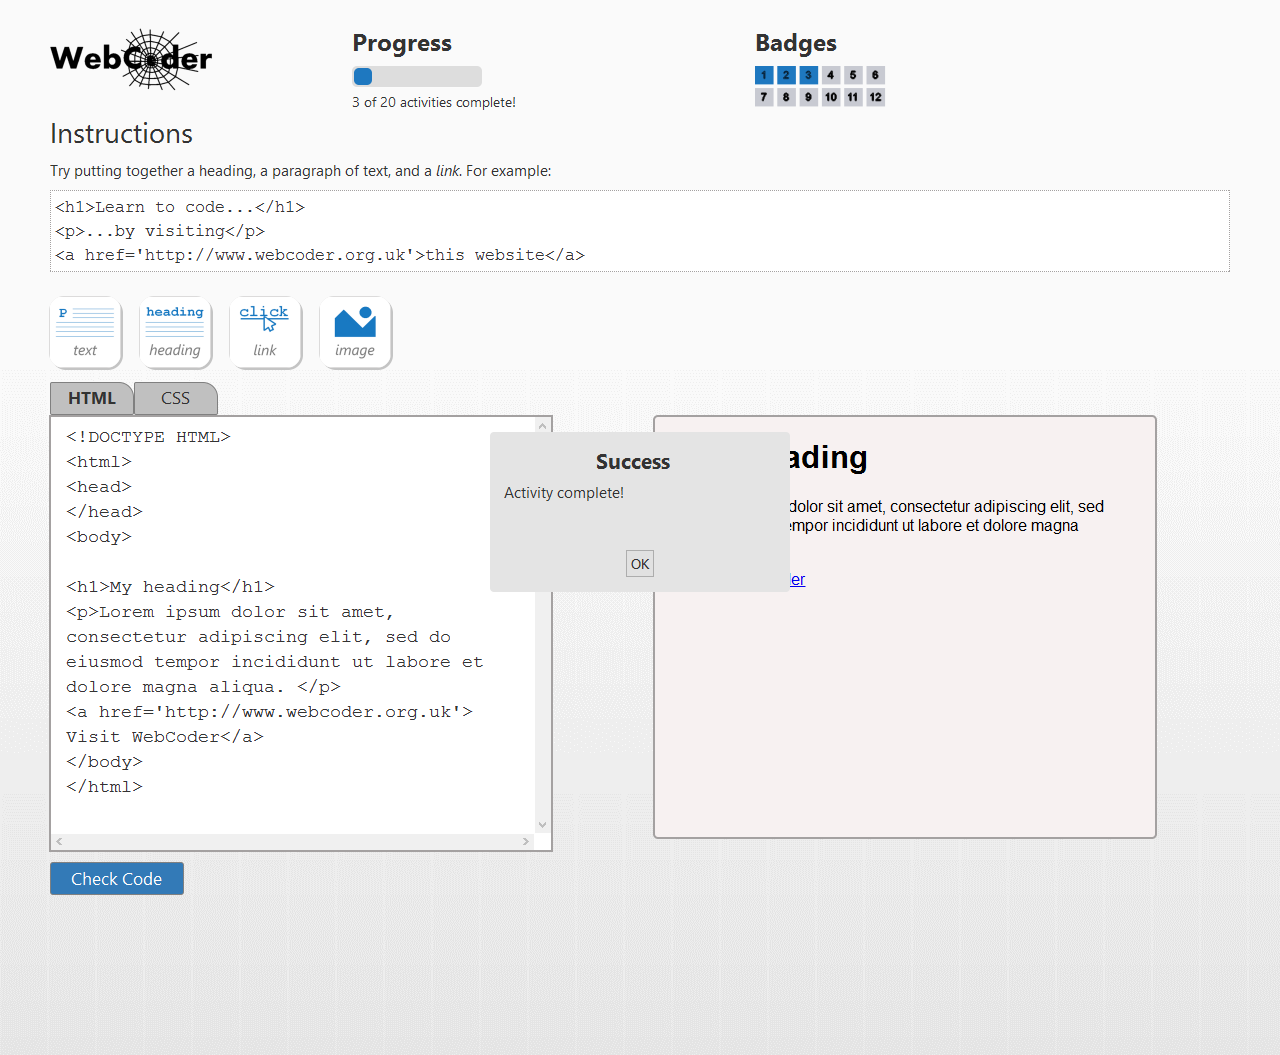 WebCoder
Progress
3 of 20 activities complete!
Badges
1 2 3 4 5 6
7 8 9 10 11 12
Instructions
Try putting together a heading, a paragraph of text, and a link. For example:
<h1>Learn to code...</h1>
<p>...by visiting</p>
<a href='http://www.webcoder.org.uk'>this website</a>
P
text
heading
heading
click
link
image
HTML
CSS
<!DOCTYPE HTML>
<html>
<head>
</head>
<body>
<h1>My heading</h1>
<p>Lorem ipsum dolor sit amet,
consectetur adipiscing elit, sed do
eiusmod tempor incididunt ut labore et
dolore magna aliqua. </p>
<a href='http://www.webcoder.org.uk'>
Visit WebCoder</a>
</body>
</html>
Success
Activity complete!
OK
ading
dolor sit amet, consectetur adipiscing elit, sed
empor incididunt ut labore et dolore magna
der
Check Code